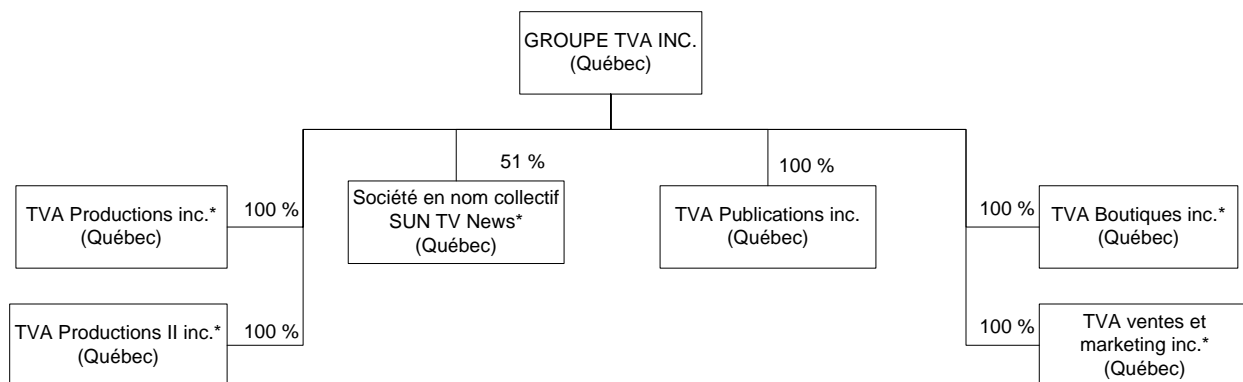 GROUPE TVA INC.
(Québec)
51 %
100 %
TVA Productions inc.*
(Québec)
100 %
Société en nom collectif
SUN TV News*
(Québec)
TVA Publications inc.
(Québec)
100 %
TVA Boutiques inc.*
(Québec)
TVA Productions II inc.*
(Québec)
100 %
100 %
TVA ventes et
marketing inc.*
(Québec)